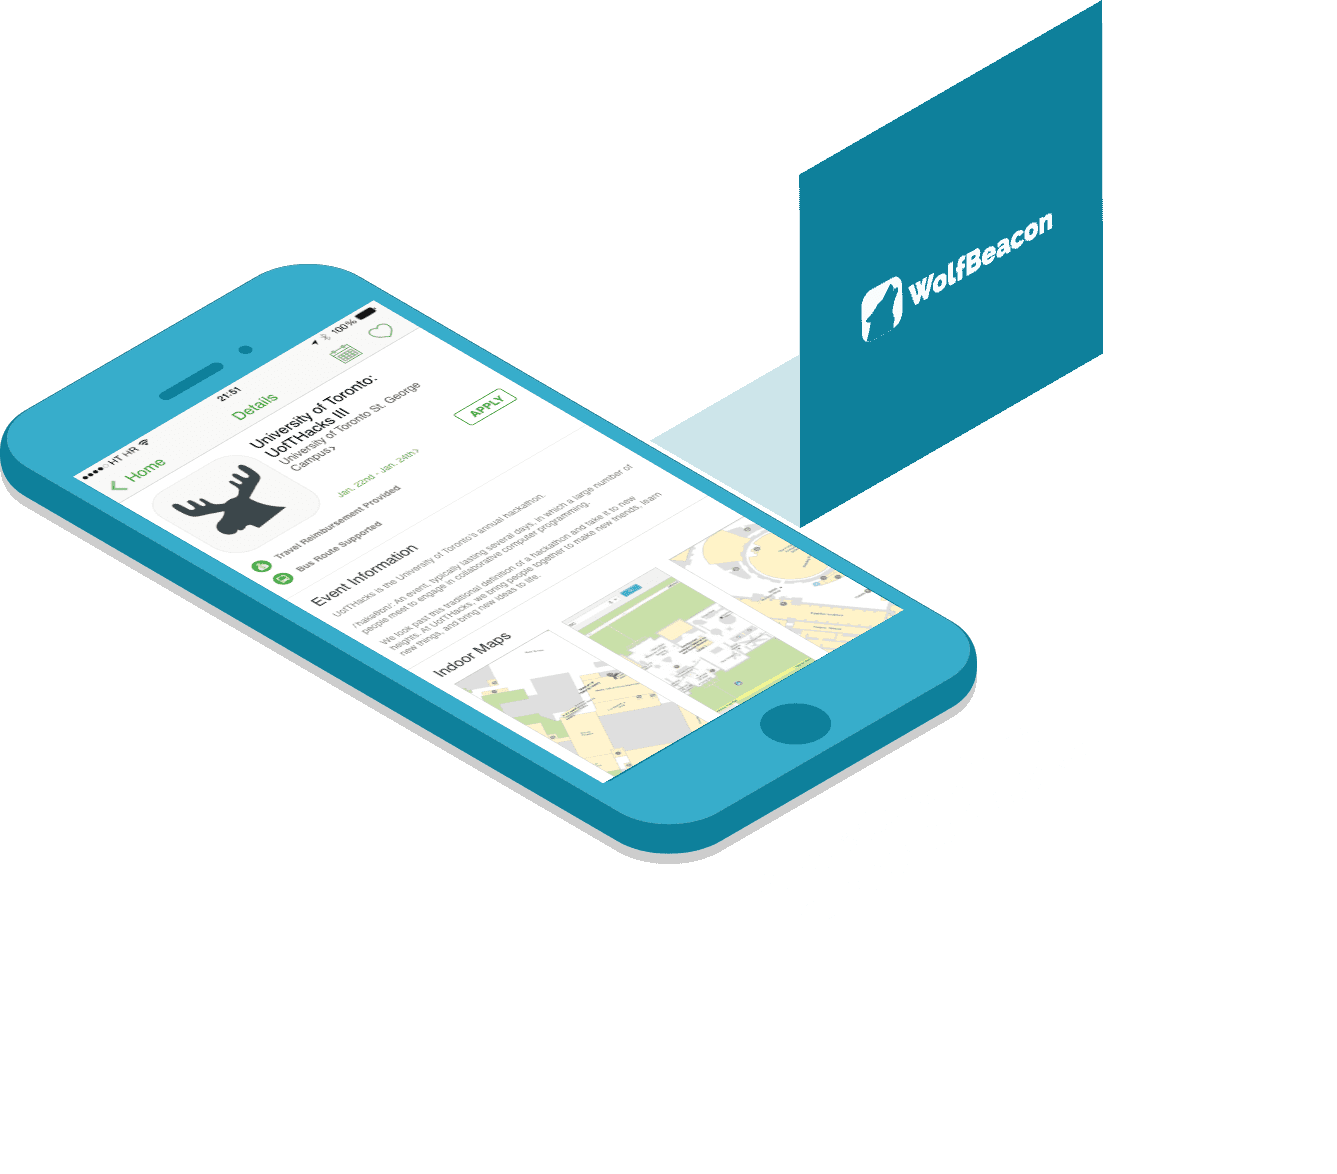 WolfBeacon
HT HR
21:51
100%
Home
Details
University of Toronto:
UofTHacks III
University of Toronto St. George
Campus
APPLY
Jan. 22nd - Jan. 24th
Travel Reimbursement Provided
Bus Route Supported
Event Information
UofTHacks is the University of Toronto's annual hackathon.
An event, typically lasting several days, in which a large number of
people meet to engage in collaborative computer programming.
We look past this traditional definition of a hackathon and take it to new
heights. At UofTHacks, we bring people together to make new friends, learn
new things, and bring new ideas to life.
Indoor Maps